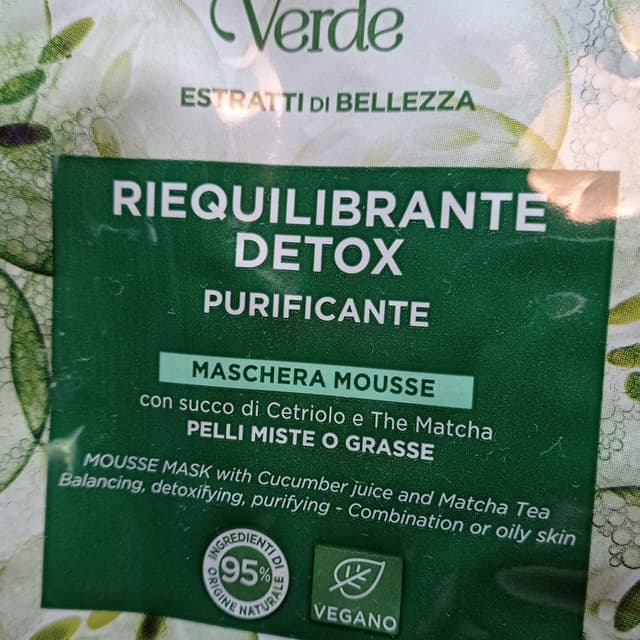 Verde
ESTRATTI DI BELLEZZA
RIEQUILIBRANTE
DETOX
PURIFICANTE
MASCHERA MOUSSE
con succo di Cetriolo e The Matcha
PELLI MISTE O GRASSE
MOUSSE MASK with Cucumber juice and Matcha Tea
Balancing, detoxifying, purifying - Combination or oily skin
INGREDIENTI DI
95%
ORIGINE NATURALE
VEGANO